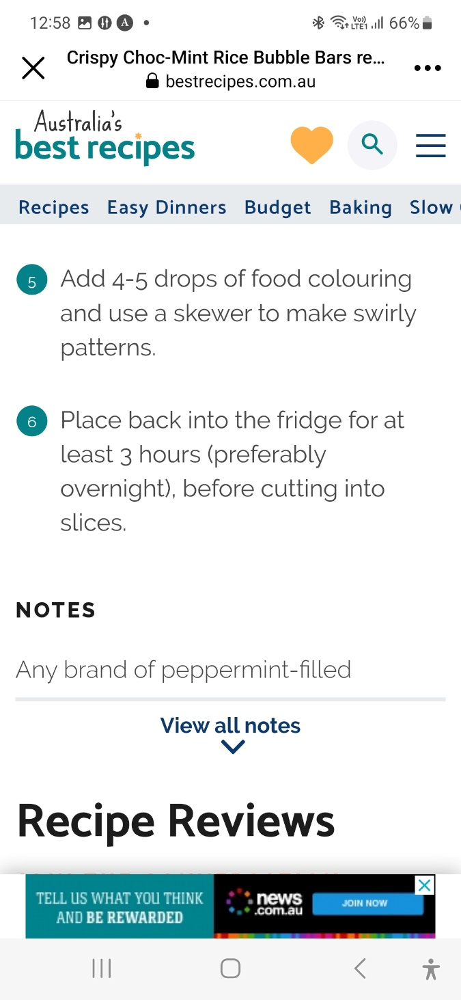 12:58 A
Vo)) LTE1 66%
Crispy Choc-Mint Rice Bubble Bars re...
bestrecipes.com.au
Australia's
best recipes
Recipes Easy Dinners Budget Baking Slow
5 Add 4-5 drops of food colouring
and use a skewer to make swirly
patterns.
6 Place back into the fridge for at
least 3 hours (preferably
overnight), before cutting into
slices.
NOTES
Any brand of peppermint-filled
View all notes
Recipe Reviews
TELL US WHAT YOU THINK
AND BE REWARDED
news
.com.au
JOIN NOW